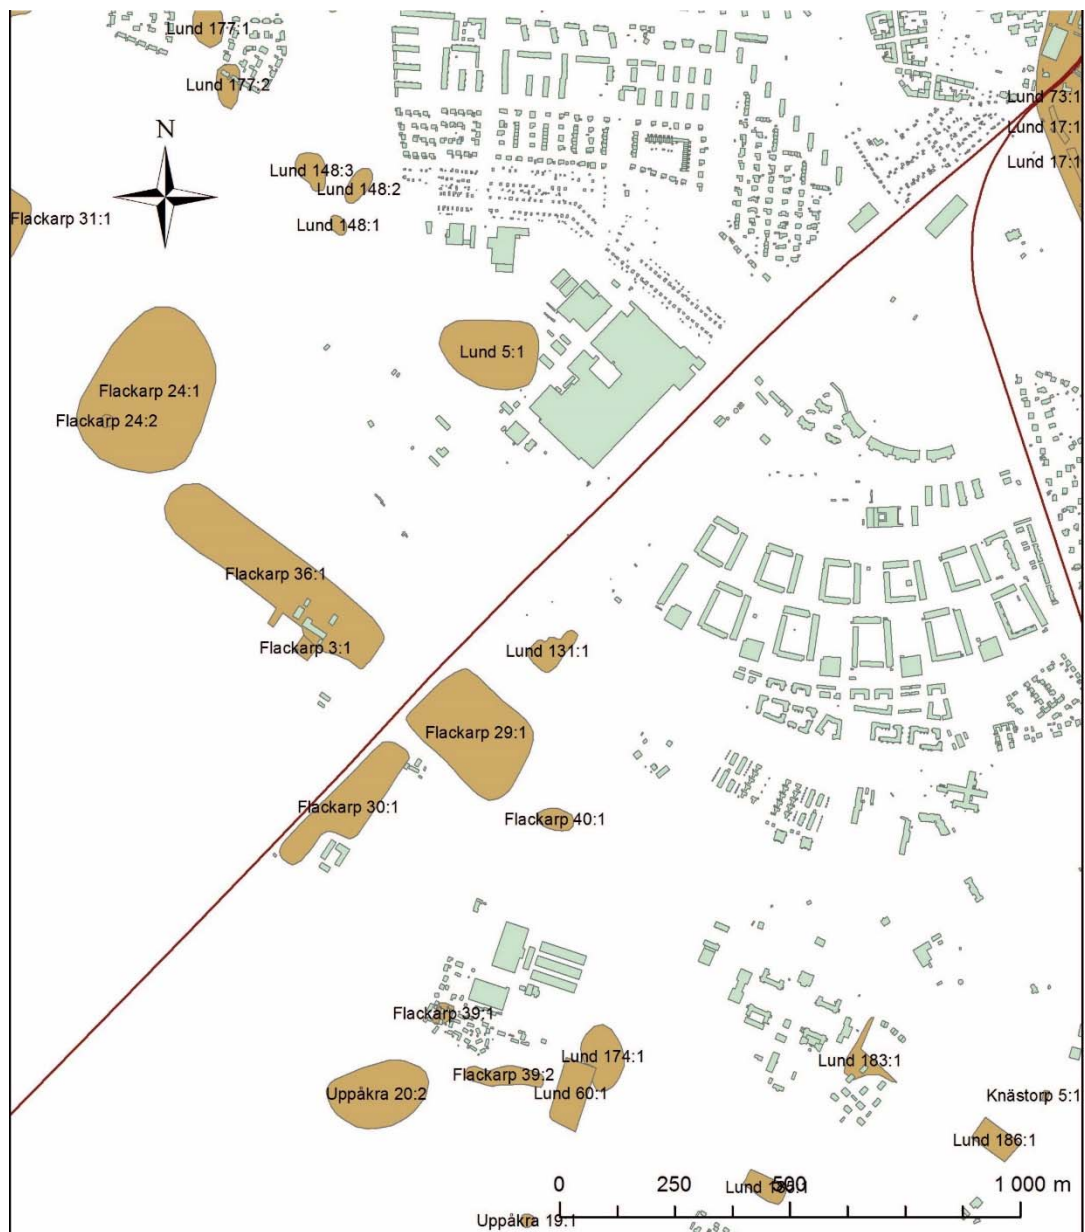 Lund 177:1
Lund 177:2
Lund 73:1
N
Lund 17:1
Lund 17:1
Lund 148:3
Lund 148:2
Flackarp 31:1
Lund 148:1
Lund 5:1
Flackarp 24:1
Flackarp 24:2
Flackarp 36:1
Flackarp 3:1
Lund 131:1
Flackarp 29:1
Flackarp 30:1
Flackarp 40:1
Flackarp 39:1
Lund 174:1
Lund 183:1
Flackarp 39:2
Uppåkra 20:2
Lund 60:1
Knästorp 5:1
Lund 186:1
0 250 500 1 000 m
Uppåkra 19:1